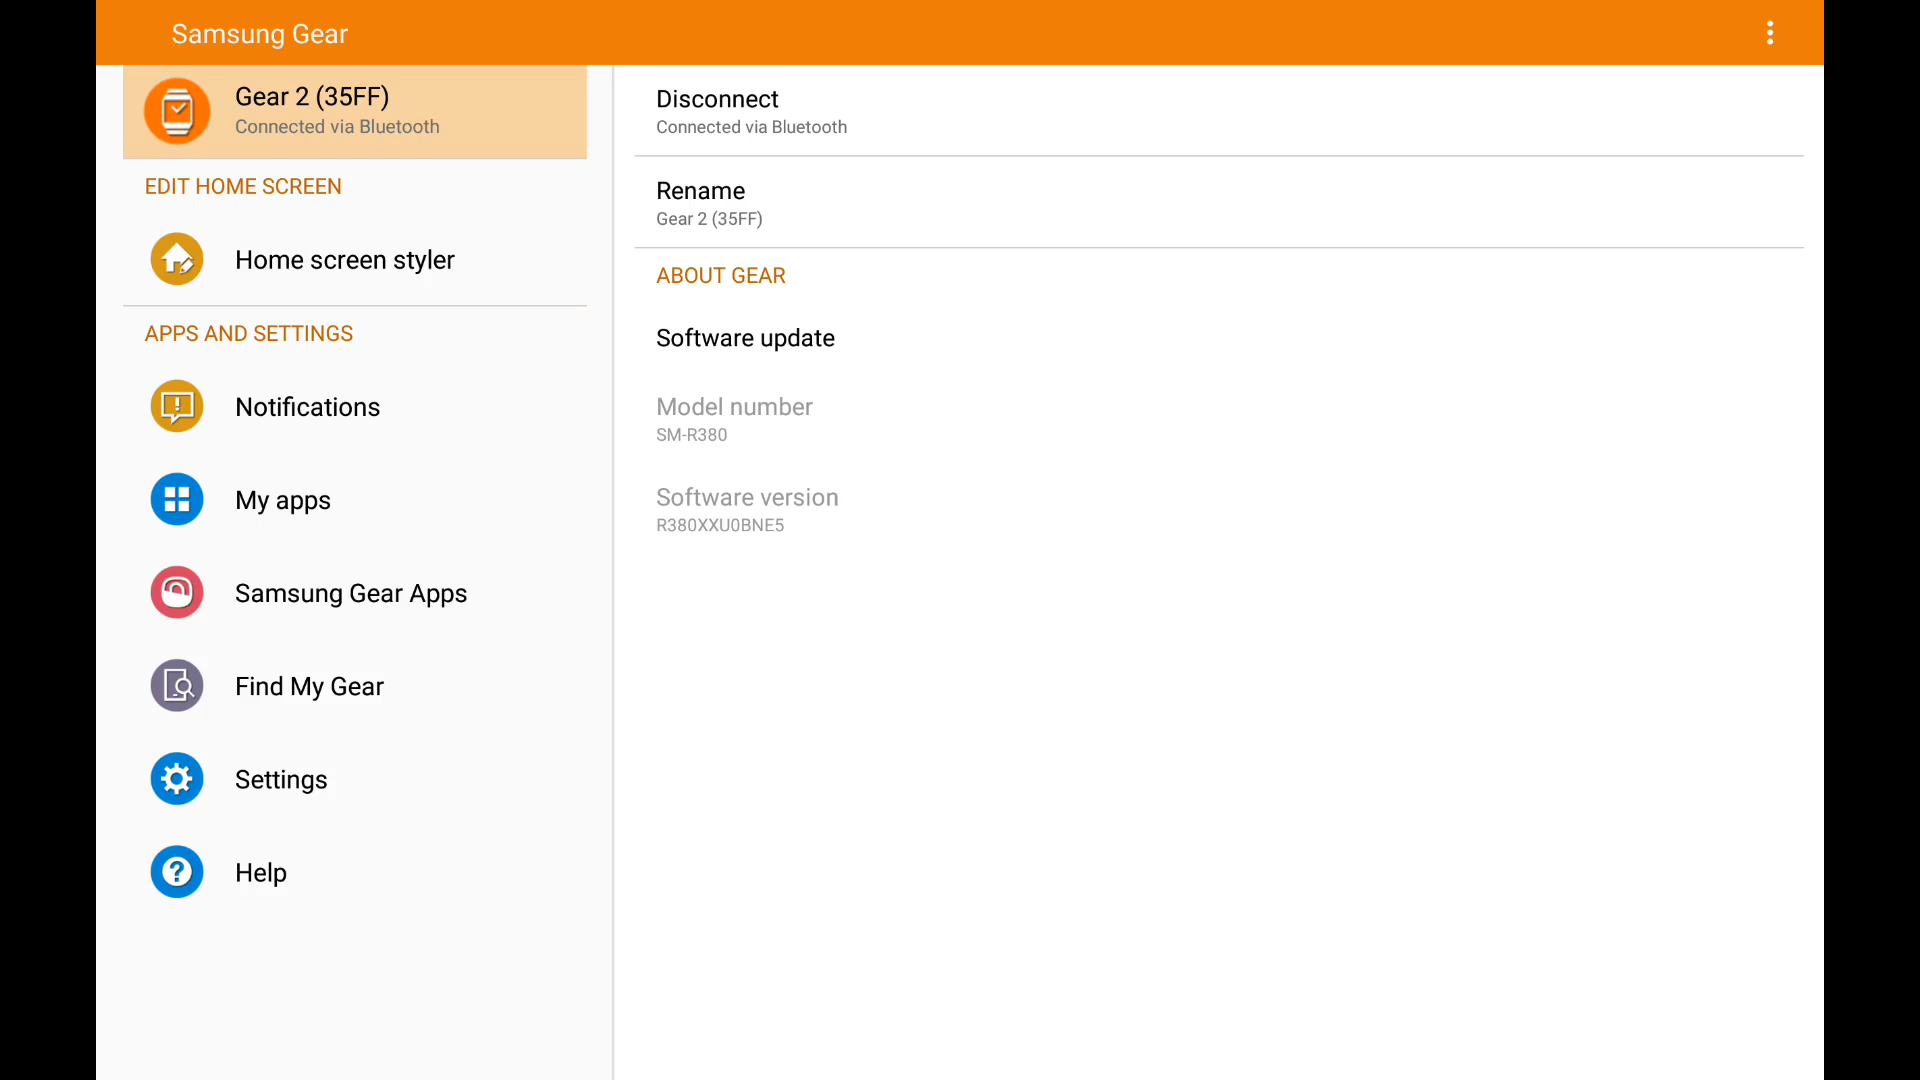 Samsung Gear
Gear 2 (35FF)
Connected via Bluetooth
EDIT HOME SCREEN
Home screen styler
APPS AND SETTINGS
Notifications
My apps
Samsung Gear Apps
Find My Gear
Settings
Help
Disconnect
Connected via Bluetooth
Rename
Gear 2 (35FF)
ABOUT GEAR
Software update
Model number
SM-R380
Software version
R380XXU0BNE5